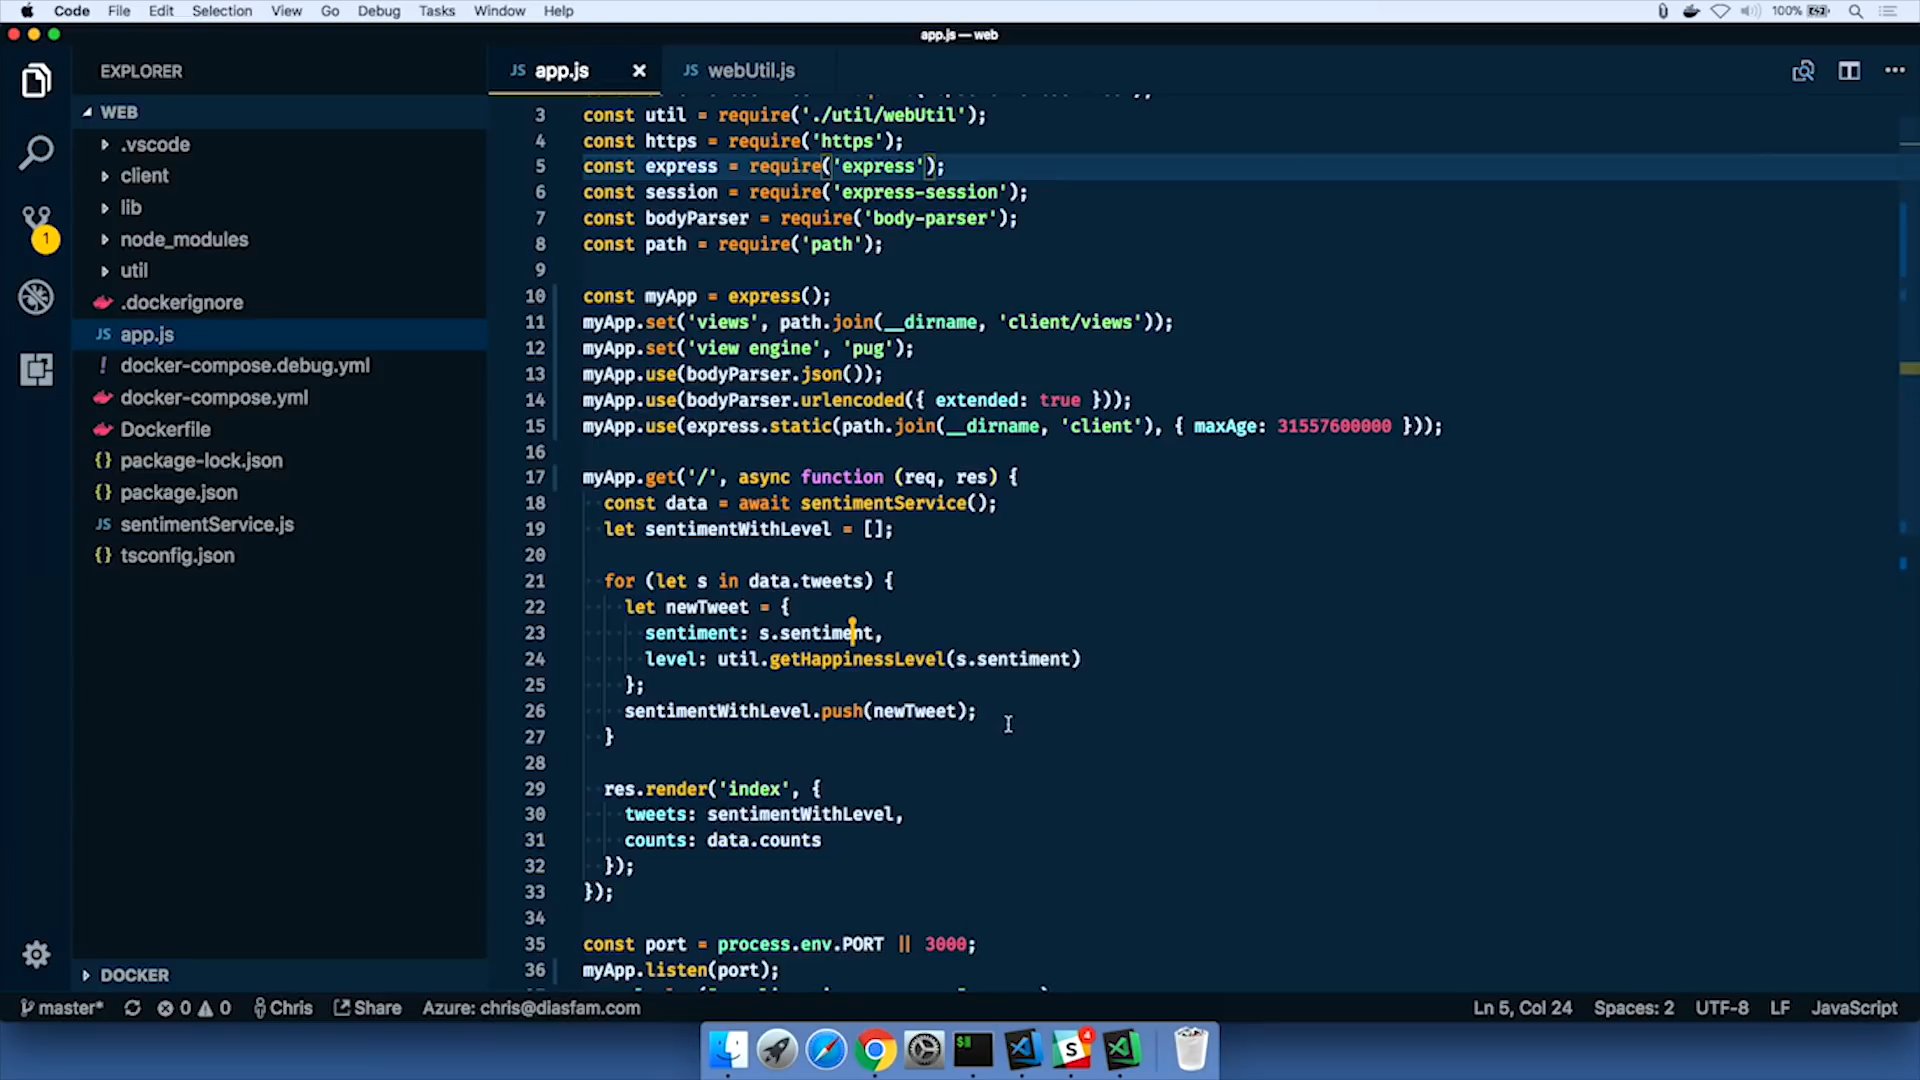 Code File Edit Selection View Go Debug Tasks Window Help 100%
app.js — web
EXPLORER
WEB
.vscode
client
lib
node_modules
util
.dockerignore
JS app.js
! docker-compose.debug.yml
docker-compose.yml
Dockerfile
{} package-lock.json
{} package.json
JS sentimentService.js
{} tsconfig.json
DOCKER
1
JS app.js
JS webUtil.js
3 const util = require('./util/webUtil');
4 const https = require('https');
5 const express = require('express');
6 const session = require('express-session');
7 const bodyParser = require('body-parser');
8 const path = require('path');
9
10 const myApp = express();
11 myApp.set('views', path.join(__dirname, 'client/views'));
12 myApp.set('view engine', 'pug');
13 myApp.use(bodyParser.json());
14 myApp.use(bodyParser.urlencoded({ extended: true }));
15 myApp.use(express.static(path.join(__dirname, 'client'), { maxAge: 31557600000 }));
16
17 myApp.get('/', async function (req, res) {
18 const data = await sentimentService();
19 let sentimentWithLevel = [];
20
21 for (let s in data.tweets) {
22 let newTweet = {
23 sentiment: s.sentiment,
24 level: util.getHappinessLevel(s.sentiment)
25 };
26 sentimentWithLevel.push(newTweet);
27 }
28
29 res.render('index', {
30 tweets: sentimentWithLevel,
31 counts: data.counts
32 });
33 });
34
35 const port = process.env.PORT || 3000;
36 myApp.listen(port);
master* 0 0 Chris Share Azure: chris@diasfam.com Ln 5, Col 24 Spaces: 2 UTF-8 LF JavaScript
$
S 4